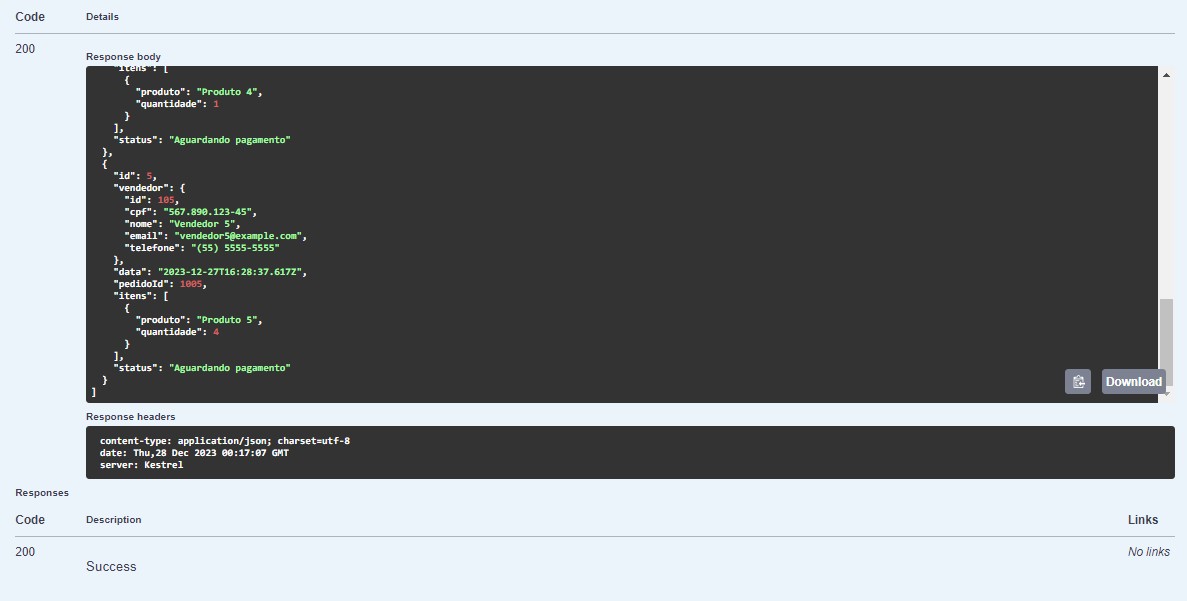 Code Details
200
Response body
"itens": [
{
"produto": "Produto 4",
"quantidade": 1
}
],
"status": "Aguardando pagamento"
},
{
"id": 5,
"vendedor": {
"id": 105,
"cpf": "567.890.123-45",
"nome": "Vendedor 5",
"email": "vendedor5@example.com",
"telefone": "(55) 5555-5555"
},
"data": "2023-12-27T16:28:37.617Z",
"pedidoId": 1005,
"itens": [
{
"produto": "Produto 5",
"quantidade": 4
}
],
"status": "Aguardando pagamento"
}
]
Download
Response headers
content-type: application/json; charset=utf-8
date: Thu,28 Dec 2023 00:17:07 GMT
server: Kestrel
Responses
Code Description Links
200 No links
Success